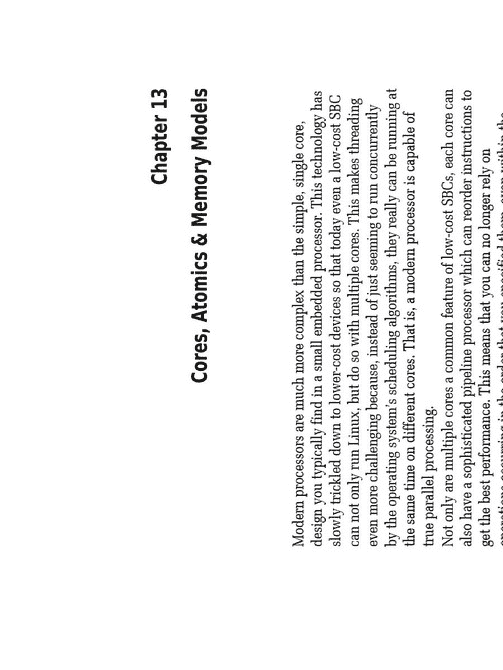 Chapter 13
Cores, Atomics & Memory Models
Modern processors are much more complex than the simple, single core,
design you typically find in a small embedded processor. This technology has
slowly trickled down to lower-cost devices so that today even a low-cost SBC
can not only run Linux, but do so with multiple cores. This makes threading
even more challenging because, instead of just seeming to run concurrently
by the operating system's scheduling algorithms, they really can be running at
the same time on different cores. That is, a modern processor is capable of
true parallel processing.
Not only are multiple cores a common feature of low-cost SBCs, each core can
also have a sophisticated pipeline processor which can reorder instructions to
get the best performance. This means that you can no longer rely on